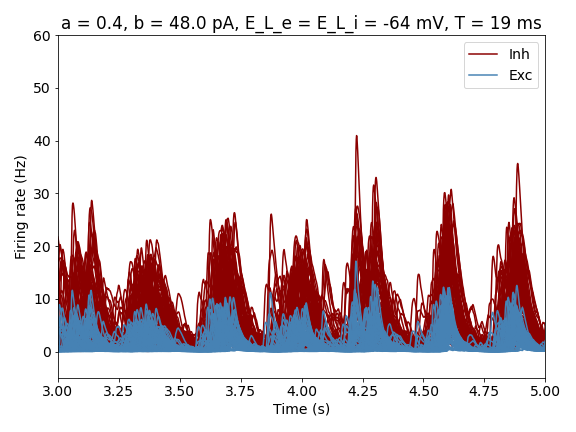 a = 0.4, b = 48.0 pA, E_L_e = E_L_i = -64 mV, T = 19 ms
60
50
40
30
20
10
0
Firing rate (Hz)
Inh
Exc
3.00 3.25 3.50 3.75 4.00 4.25 4.50 4.75 5.00
Time (s)